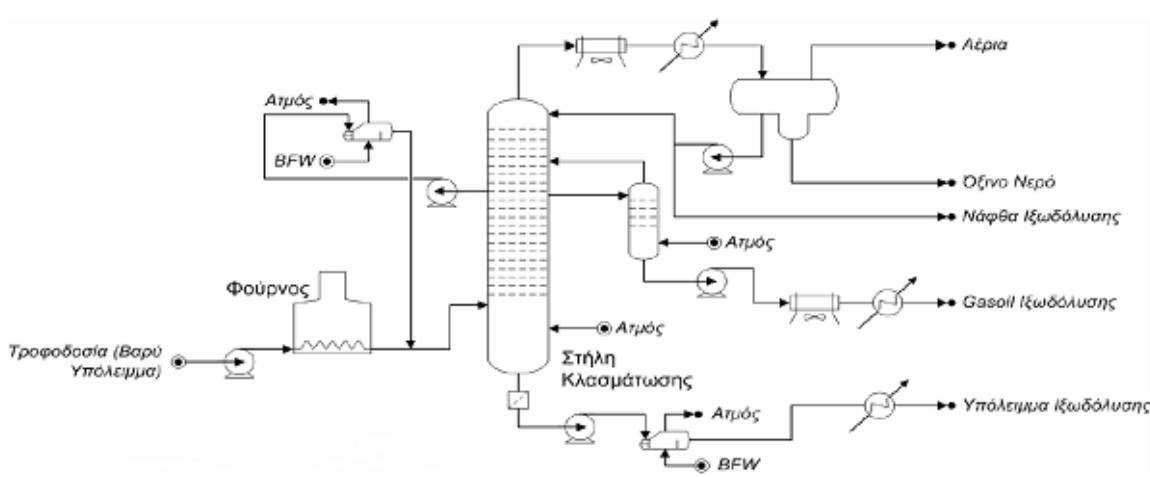 Αέρια
Ατμός
BFW
Όξινο Νερό
Νάφθα Ιξωδόλυσης
Ατμός
Φούρνος
Gasoil Ιξωδόλυσης
Ατμός
Τροφοδοσία (Βαρύ
Υπόλειμμα)
Στήλη
Κλασμάτωσης
Ατμός
Υπόλειμμα Ιξωδόλυσης
BFW